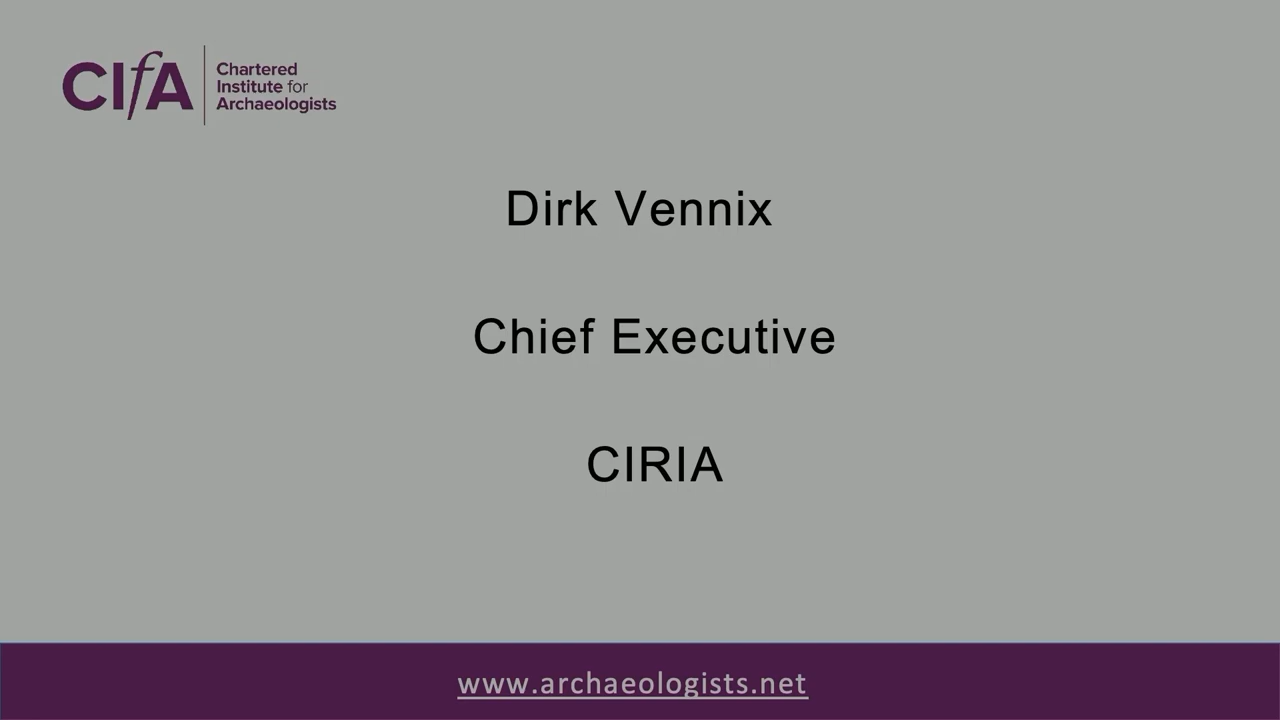 CIfA
Chartered
Institute for
Archaeologists
Dirk Vennix
Chief Executive
CIRIA
www.archaeologists.net